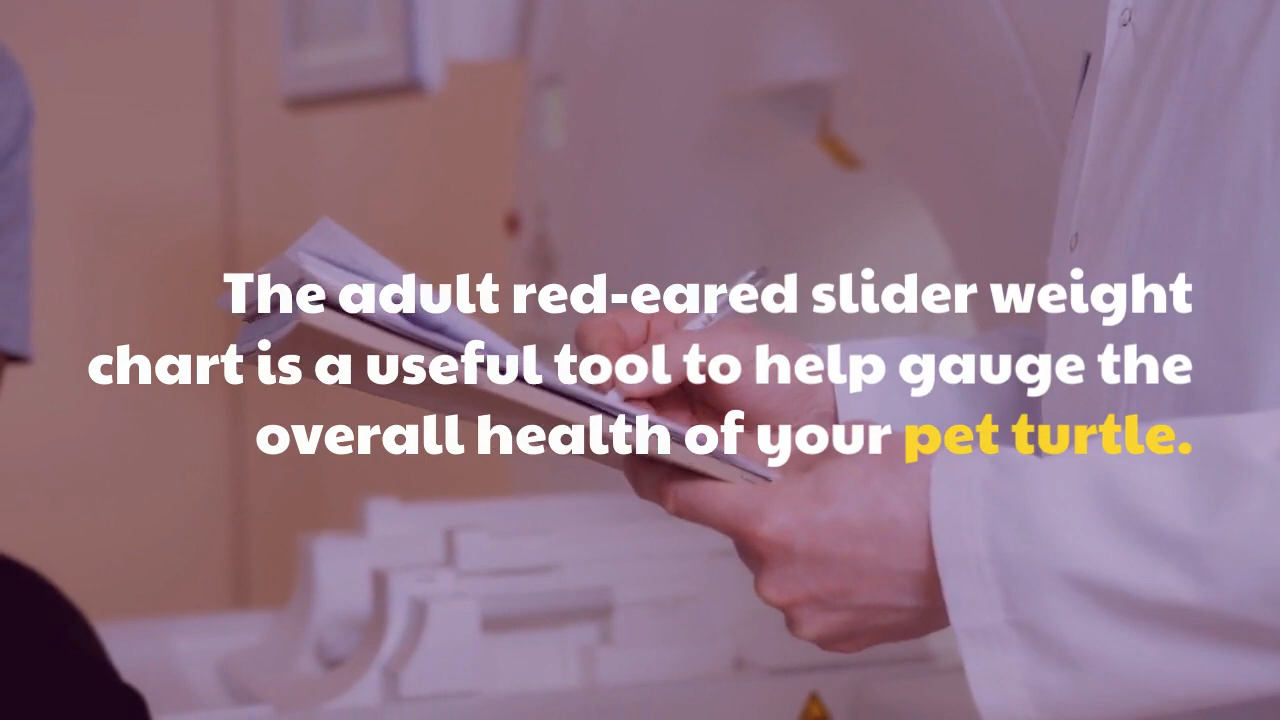 The adult red-eared slider weight
chart is a useful tool to help gauge the
overall health of your pet turtle.